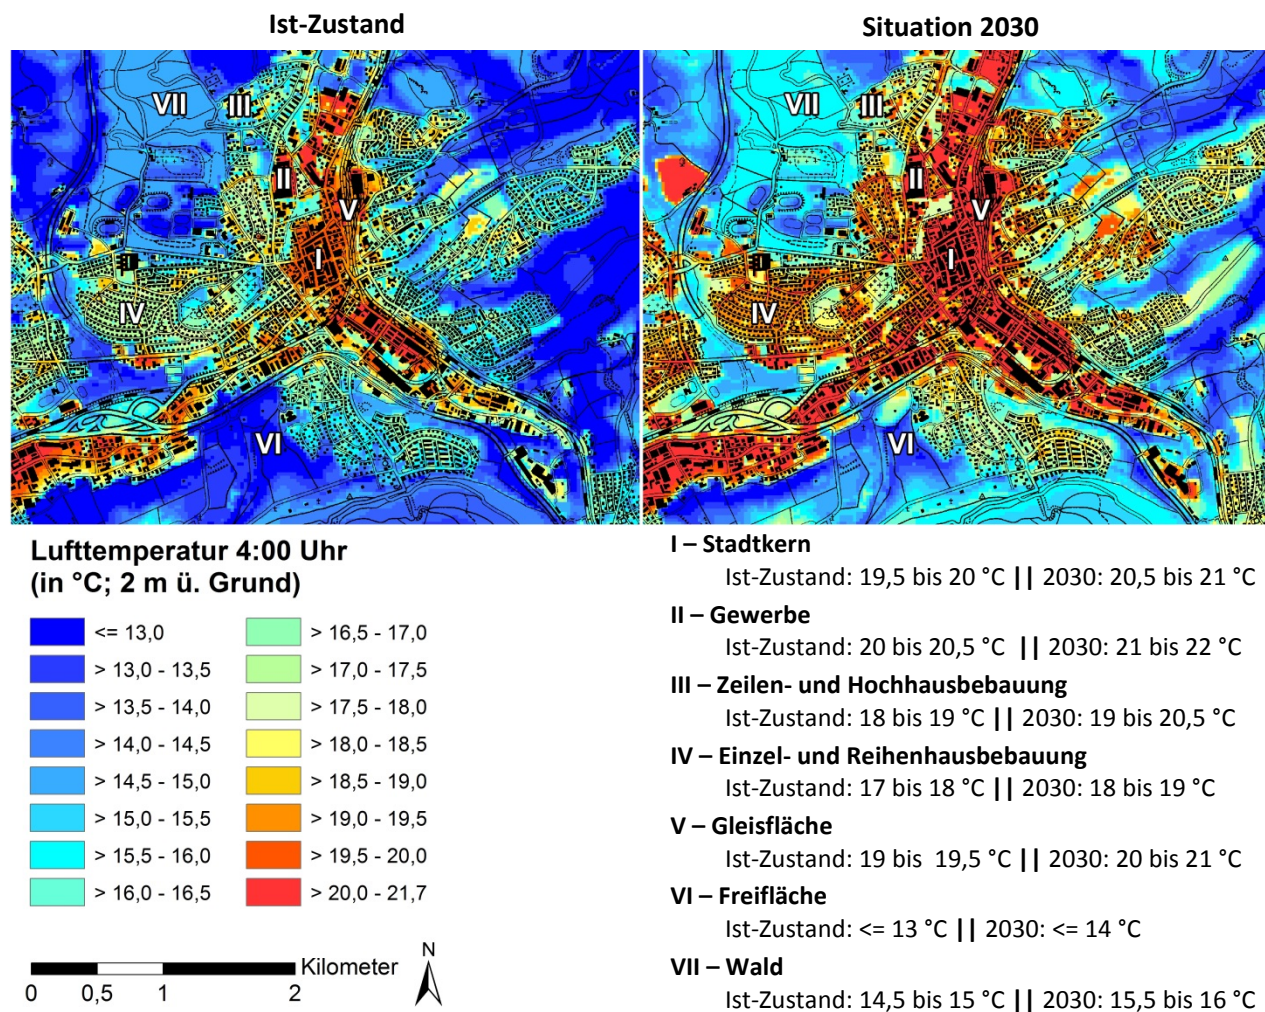 Ist-Zustand
Situation 2030
VII
III
II
V
I
IV
VI
VII
III
II
V
I
IV
VI
Lufttemperatur 4:00 Uhr
(in °C; 2 m ü. Grund)
<= 13,0
> 13,0 - 13,5
> 13,5 - 14,0
> 14,0 - 14,5
> 14,5 - 15,0
> 15,0 - 15,5
> 15,5 - 16,0
> 16,0 - 16,5
> 16,5 - 17,0
> 17,0 - 17,5
> 17,5 - 18,0
> 18,0 - 18,5
> 18,5 - 19,0
> 19,0 - 19,5
> 19,5 - 20,0
> 20,0 - 21,7
Kilometer
0 0,5 1 2
N
I – Stadtkern
Ist-Zustand: 19,5 bis 20 °C || 2030: 20,5 bis 21 °C
II – Gewerbe
Ist-Zustand: 20 bis 20,5 °C || 2030: 21 bis 22 °C
III – Zeilen- und Hochhausbebauung
Ist-Zustand: 18 bis 19 °C || 2030: 19 bis 20,5 °C
IV – Einzel- und Reihenhausbebauung
Ist-Zustand: 17 bis 18 °C || 2030: 18 bis 19 °C
V – Gleisfläche
Ist-Zustand: 19 bis 19,5 °C || 2030: 20 bis 21 °C
VI – Freifläche
Ist-Zustand: <= 13 °C || 2030: <= 14 °C
VII – Wald
Ist-Zustand: 14,5 bis 15 °C || 2030: 15,5 bis 16 °C